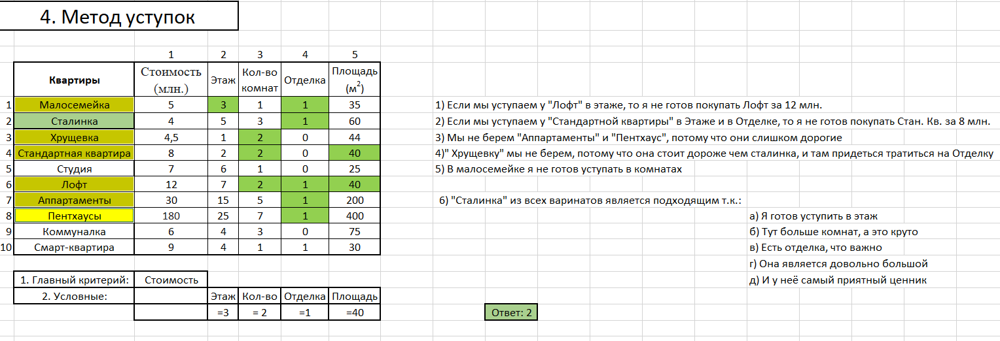 4. Метод уступок
1 2 3 4 5
Квартиры Стоимость (млн.) Этаж Кол-во комнат Отделка Площадь (м²)
1 Малосемейка 5 3 1 1 35 1) Если мы уступаем у "Лофт" в этаже, то я не готов покупать Лофт за 12 млн.
2 Сталинка 4 5 3 1 60 2) Если мы уступаем у "Стандартной квартиры" в Этаже и в Отделке, то я не готов покупать Стан. Кв. за 8 млн.
3 Хрущевка 4,5 1 2 0 44 3) Мы не берем "Аппартаменты" и "Пентхаус", потому что они слишком дорогие
4 Стандартная квартира 8 2 2 0 40 4)" Хрущевку" мы не берем, потому что она стоит дороже чем сталинка, и там придеться тратиться на Отделку
5 Студия 7 6 1 0 25 5) В малосемейке я не готов уступать в комнатах
6 Лофт 12 7 2 1 40
7 Аппартаменты 30 15 5 1 200 6) "Сталинка" из всех варинатов является подходящим т.к.:
8 Пентхаусы 180 25 7 1 400 а) Я готов уступить в этаж
9 Коммуналка 6 4 3 0 75 б) Тут больше комнат, а это круто
10 Смарт-квартира 9 4 1 1 30 в) Есть отделка, что важно
г) Она является довольно большой
1. Главный критерий: Стоимость д) И у неё самый приятный ценник
2. Условные: Этаж Кол-во Отделка Площадь
=3 = 2 =1 =40 Ответ: 2